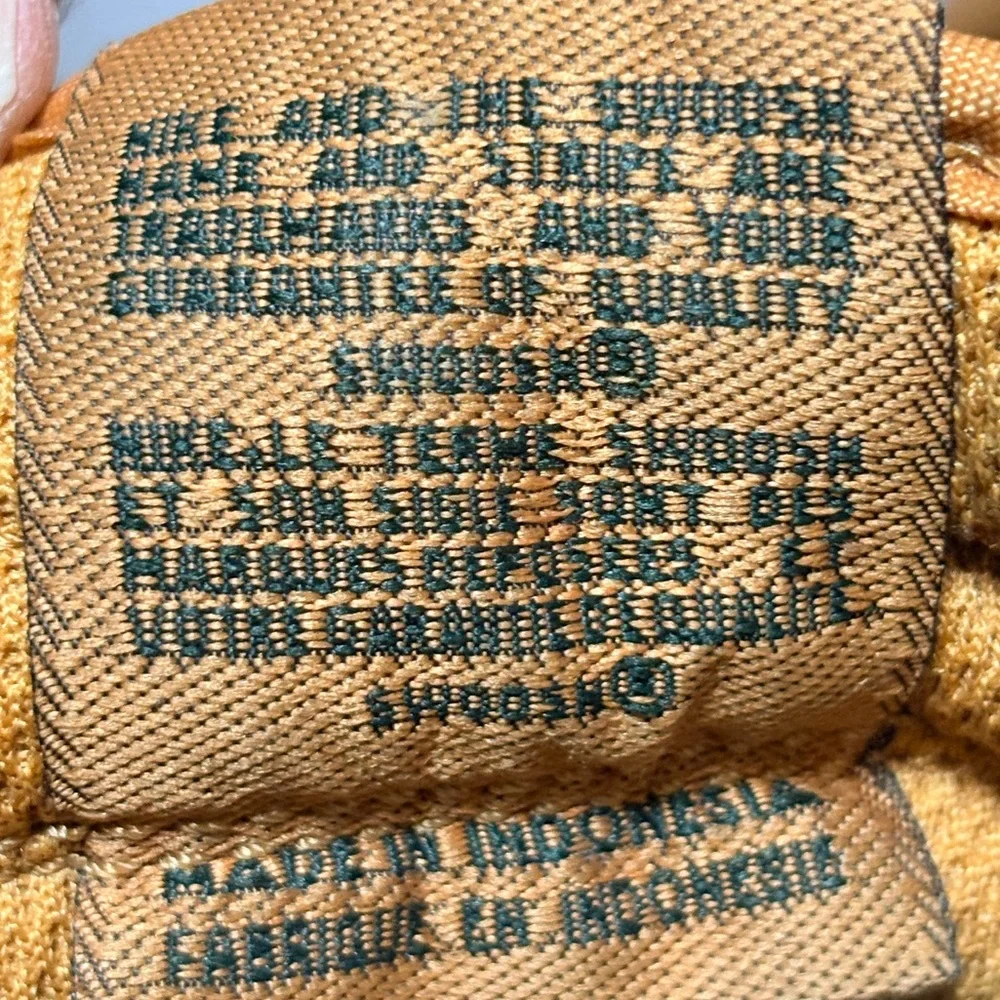 NIKE AND THE SWOOSH
NAME AND STRIPE ARE
TRADEMARKS AND YOUR
GUARANTEE OF QUALITY
SWOOSH®
NIKE, LE TERME SWOOSH
ET SON SIGLE SONT DES
MARQUES DEPOSEES ET
VOTRE GARANTIE DE QUALITE
SWOOSH®
MADE IN INDONESIA
FABRIQUE EN INDONESIE